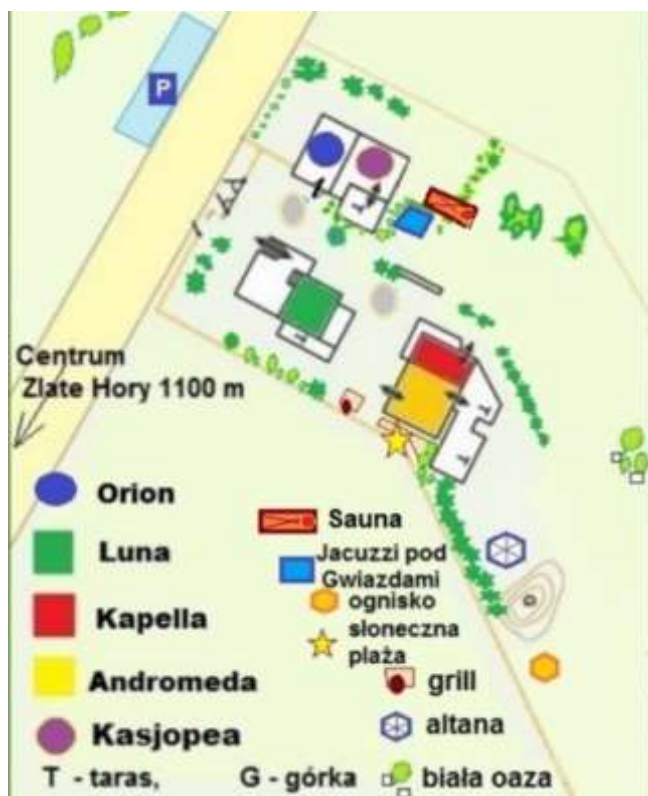 P
T
T
T
T
Centrum
Zlate Hory 1100 m
G
Orion
Luna
Kapella
Andromeda
Kasjopea
T - taras,
G - górka
Sauna
Jacuzzi pod
Gwiazdami
ognisko
słoneczna
plaża
grill
altana
biała oaza